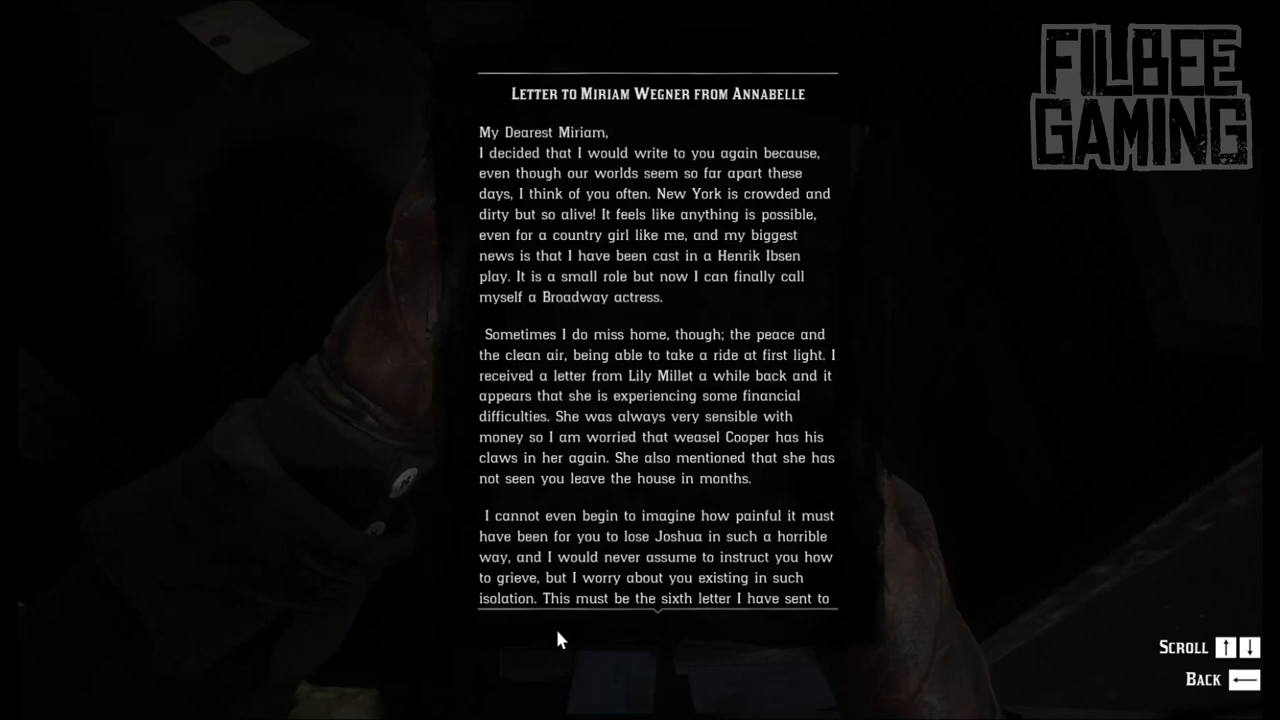 FILBEE
GAMING
LETTER TO MIRIAM WEGNER FROM ANNABELLE
My Dearest Miriam,
I decided that I would write to you again because,
even though our worlds seem so far apart these
days, I think of you often. New York is crowded and
dirty but so alive! It feels like anything is possible,
even for a country girl like me, and my biggest
news is that I have been cast in a Henrik Ibsen
play. It is a small role but now I can finally call
myself a Broadway actress.
Sometimes I do miss home, though; the peace and
the clean air, being able to take a ride at first light. I
received a letter from Lily Millet a while back and it
appears that she is experiencing some financial
difficulties. She was always very sensible with
money so I am worried that weasel Cooper has his
claws in her again. She also mentioned that she has
not seen you leave the house in months.
I cannot even begin to imagine how painful it must
have been for you to lose Joshua in such a horrible
way, and I would never assume to instruct you how
to grieve, but I worry about you existing in such
isolation. This must be the sixth letter I have sent to
SCROLL ↑ ↓
BACK ←